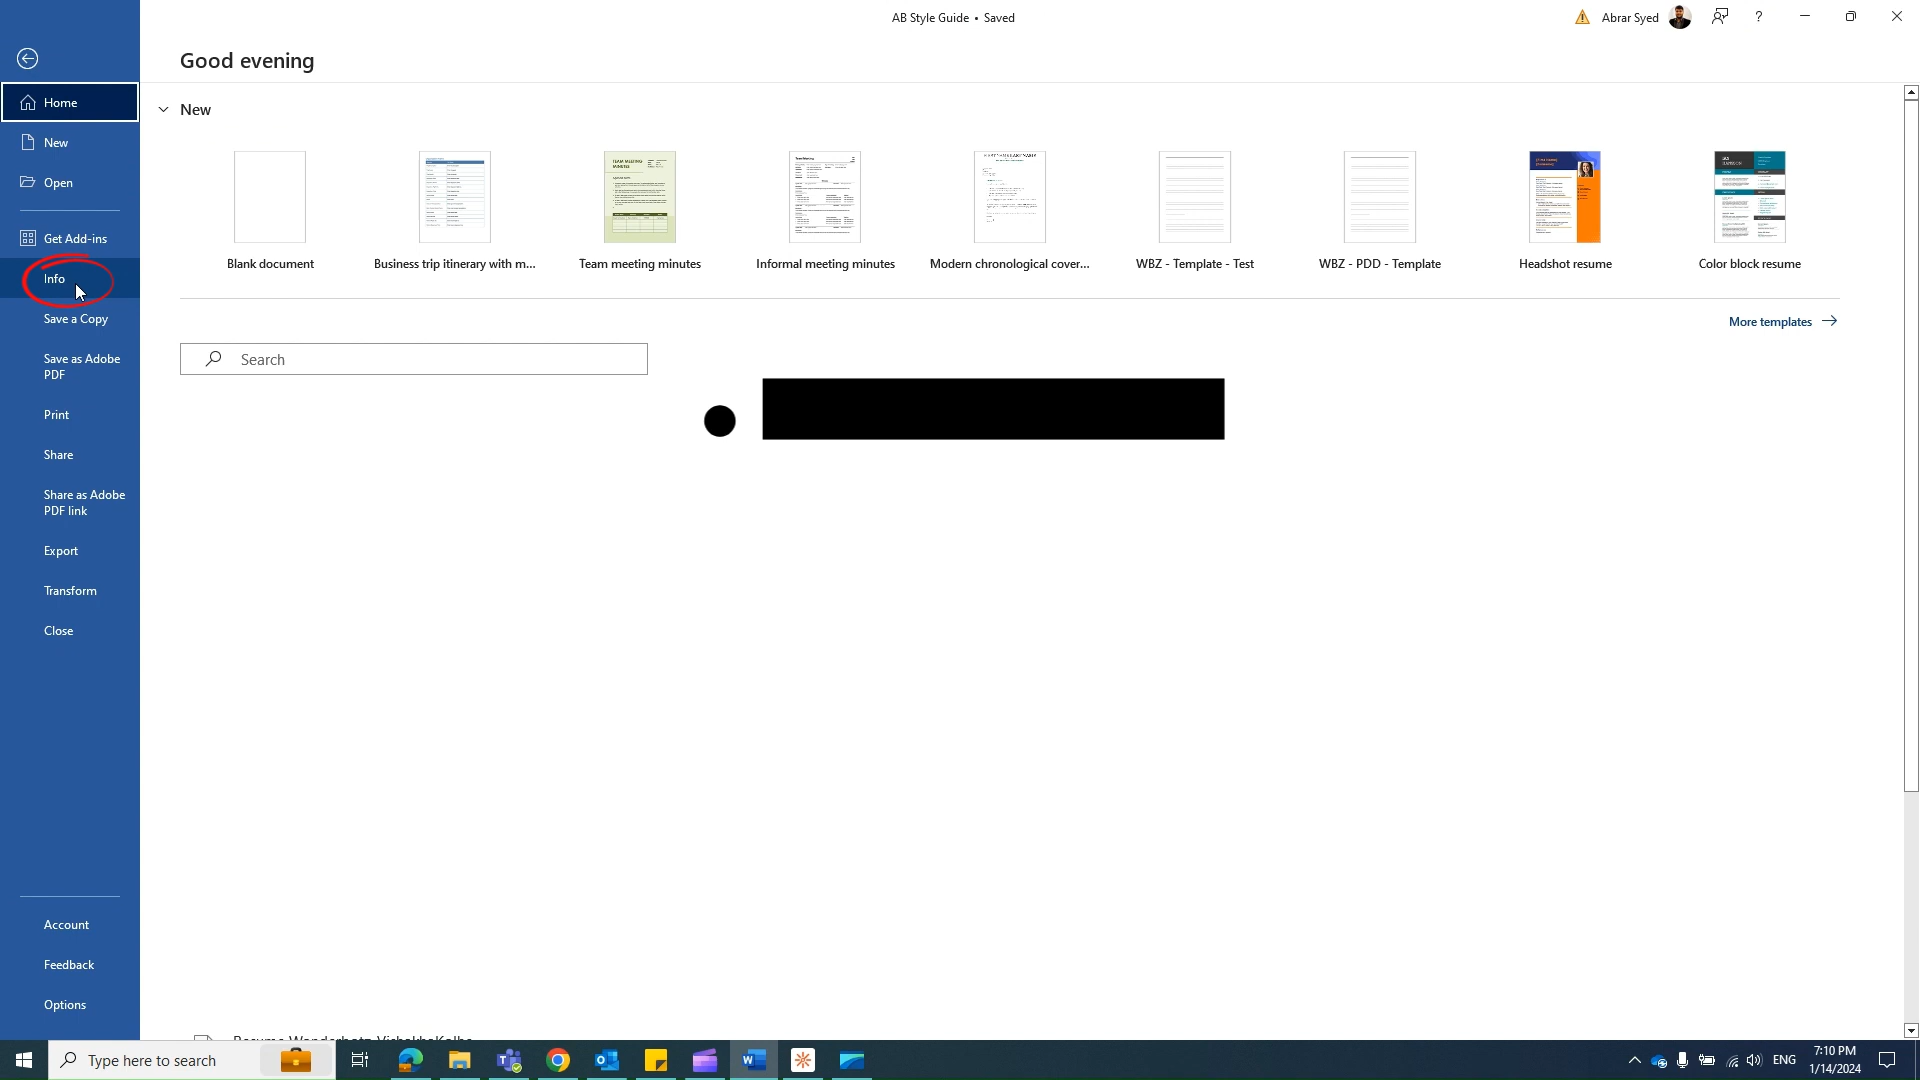 AB Style Guide • Saved
Abrar Syed
?
Good evening
Home
New
Open
Get Add-ins
Info
Save a Copy
Save as Adobe
PDF
Print
Share
Share as Adobe
PDF link
Export
Transform
Close
Account
Feedback
Options
New
TEAM MEETING
MINUTES
Blank document
Business trip itinerary with m...
Team meeting minutes
Informal meeting minutes
Modern chronological cover...
WBZ - Template - Test
WBZ - PDD - Template
Headshot resume
Color block resume
More templates
Search
Type here to search
ENG
7:10 PM
1/14/2024